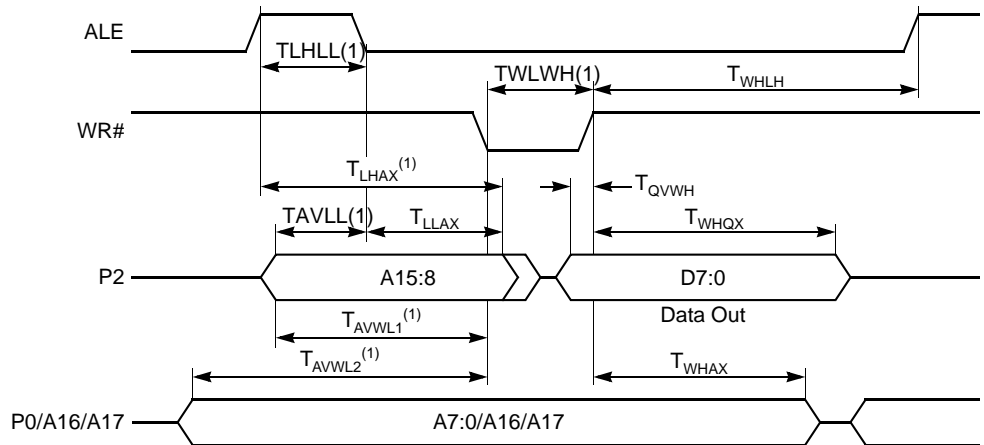 ALE
TLHLL(1)
TWLWH(1)
TWHLH
WR#
TLHAX(1)
TQVWH
TAVLL(1)
TLLAX
TWHQX
P2
A15:8
D7:0
Data Out
TAVWL1(1)
TAVWL2(1)
TWHAX
P0/A16/A17
A7:0/A16/A17